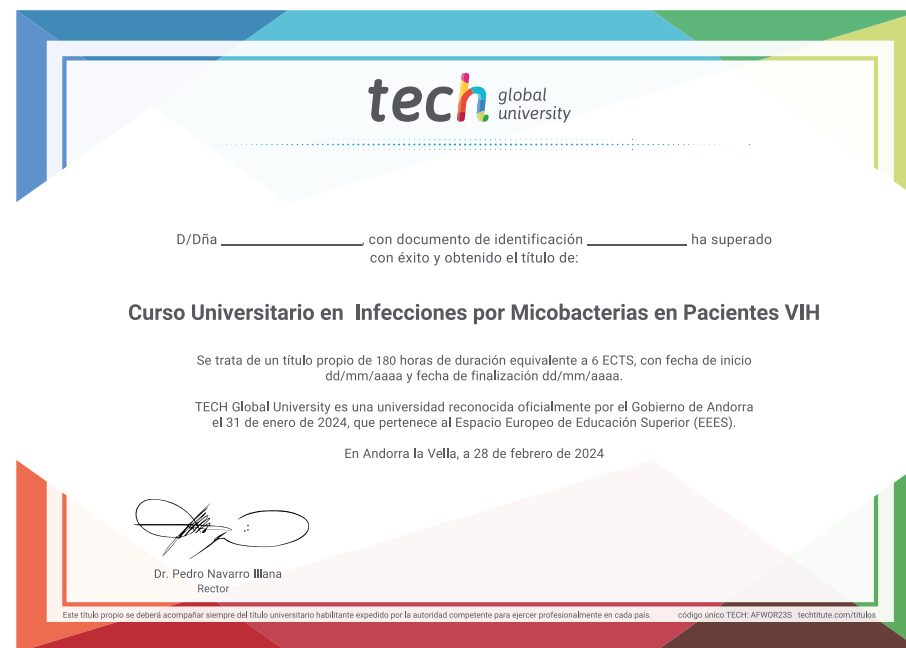 tech global university
D/Dña ____________________, con documento de identificación ______________ ha superado
con éxito y obtenido el título de:
Curso Universitario en Infecciones por Micobacterias en Pacientes VIH
Se trata de un título propio de 180 horas de duración equivalente a 6 ECTS, con fecha de inicio
dd/mm/aaaa y fecha de finalización dd/mm/aaaa.
TECH Global University es una universidad reconocida oficialmente por el Gobierno de Andorra
el 31 de enero de 2024, que pertenece al Espacio Europeo de Educación Superior (EEES).
En Andorra la Vella, a 28 de febrero de 2024
Dr. Pedro Navarro Illana
Rector
Este título propio se deberá acompañar siempre del título universitario habilitante expedido por la autoridad competente para ejercer profesionalmente en cada país. código único TECH: AFWOR23S techtitute.com/titulos